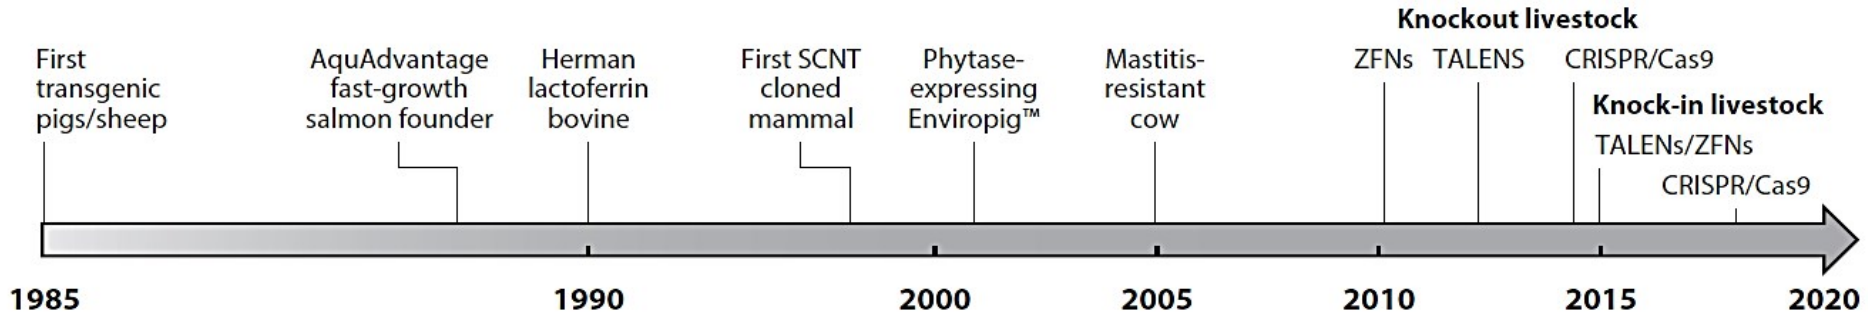 First
transgenic
pigs/sheep
AquAdvantage
fast-growth
salmon founder
Herman
lactoferrin
bovine
First SCNT
cloned
mammal
Phytase-
expressing
Enviropig™
Mastitis-
resistant
cow
Knockout livestock
ZFNs
TALENS
CRISPR/Cas9
Knock-in livestock
TALENs/ZFNs
CRISPR/Cas9
1985
1990
2000
2005
2010
2015
2020